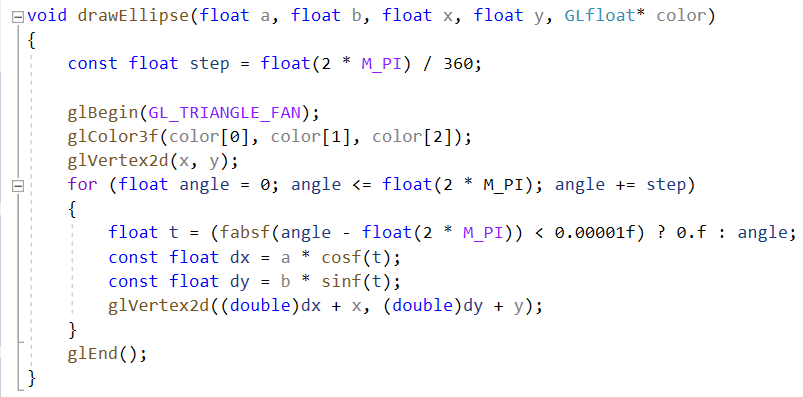 void drawEllipse(float a, float b, float x, float y, GLfloat* color)
{
    const float step = float(2 * M_PI) / 360;

    glBegin(GL_TRIANGLE_FAN);
    glColor3f(color[0], color[1], color[2]);
    glVertex2d(x, y);
    for (float angle = 0; angle <= float(2 * M_PI); angle += step)
    {
        float t = (fabsf(angle - float(2 * M_PI)) < 0.00001f) ? 0.f : angle;
        const float dx = a * cosf(t);
        const float dy = b * sinf(t);
        glVertex2d((double)dx + x, (double)dy + y);
    }
    glEnd();
}